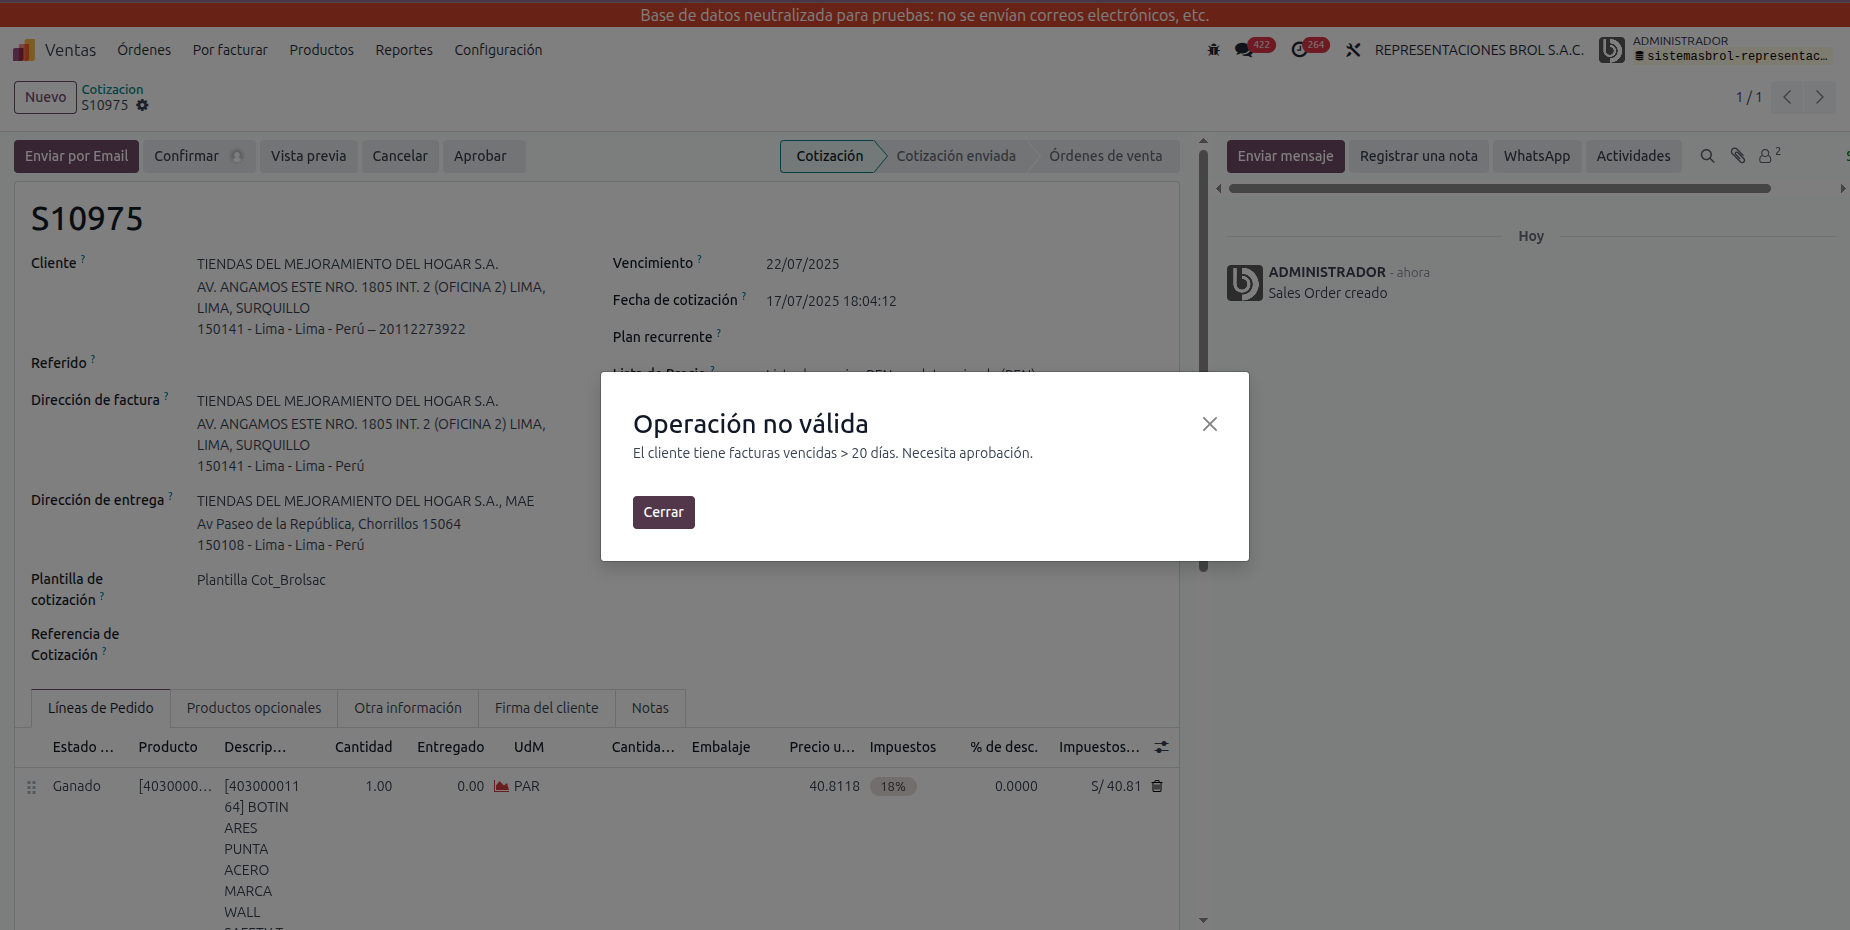 Base de datos neutralizada para pruebas: no se envían correos electrónicos, etc.
Ventas Órdenes Por facturar Productos Reportes Configuración 422 264 REPRESENTACIONES BROL S.A.C. ADMINISTRADOR
sistemasbrol-representac...
Nuevo Cotizacion
S10975 1 / 1
Enviar por Email Confirmar Vista previa Cancelar Aprobar Cotización Cotización enviada Órdenes de venta
Enviar mensaje Registrar una nota WhatsApp Actividades 2
S10975
Cliente ? TIENDAS DEL MEJORAMIENTO DEL HOGAR S.A.
AV. ANGAMOS ESTE NRO. 1805 INT. 2 (OFICINA 2) LIMA,
LIMA, SURQUILLO
150141 - Lima - Lima - Perú – 20112273922
Referido ?
Dirección de factura ? TIENDAS DEL MEJORAMIENTO DEL HOGAR S.A.
AV. ANGAMOS ESTE NRO. 1805 INT. 2 (OFICINA 2) LIMA,
LIMA, SURQUILLO
150141 - Lima - Lima - Perú
Dirección de entrega ? TIENDAS DEL MEJORAMIENTO DEL HOGAR S.A., MAE
Av Paseo de la República, Chorrillos 15064
150108 - Lima - Lima - Perú
Plantilla de
cotización ? Plantilla Cot_Brolsac
Referencia de
Cotización ?
Vencimiento ? 22/07/2025
Fecha de cotización ? 17/07/2025 18:04:12
Plan recurrente ?
Hoy
ADMINISTRADOR - ahora
Sales Order creado
Operación no válida
El cliente tiene facturas vencidas > 20 días. Necesita aprobación.
Cerrar
Líneas de Pedido Productos opcionales Otra información Firma del cliente Notas
Estado ... Producto Descrip... Cantidad Entregado UdM Cantida... Embalaje Precio u... Impuestos % de desc. Impuestos...
Ganado [4030000... [403000011 1.00 0.00 PAR 40.8118 18% 0.0000 S/ 40.81
64] BOTIN
ARES
PUNTA
ACERO
MARCA
WALL